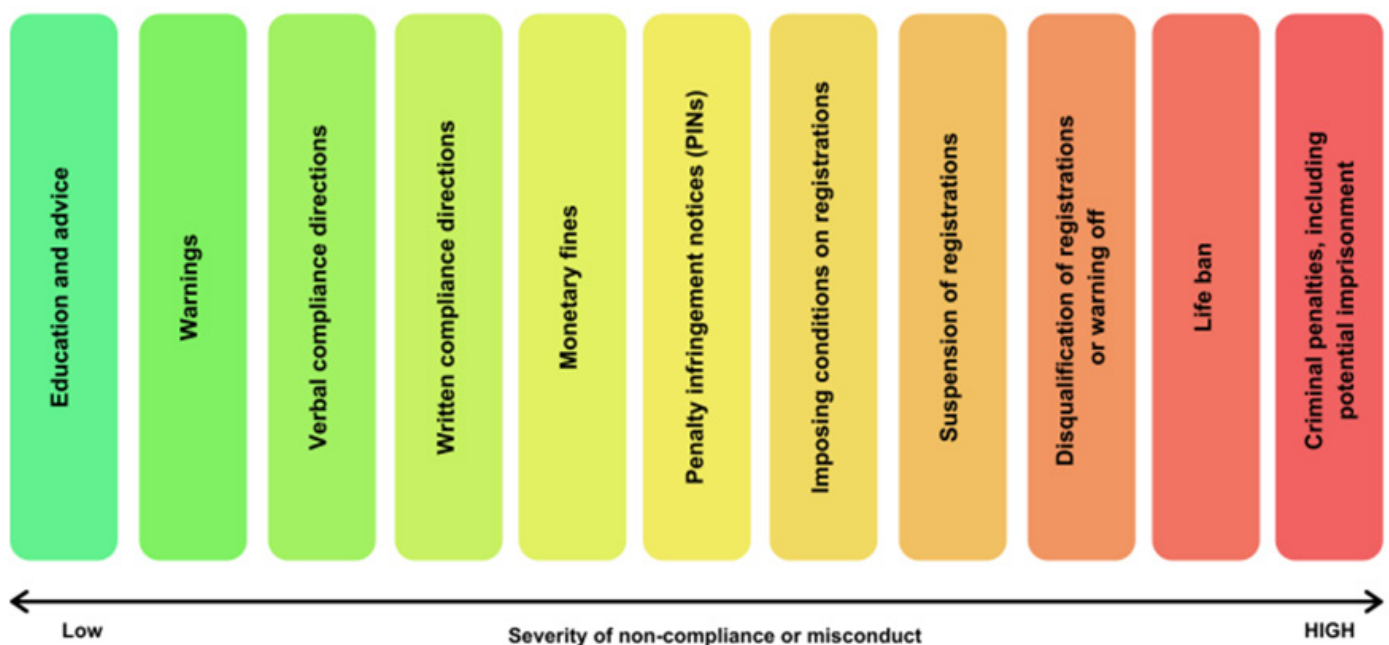 Education and advice
Warnings
Verbal compliance directions
Written compliance directions
Monetary fines
Penalty infringement notices (PINs)
Imposing conditions on registrations
Suspension of registrations
Disqualification of registrations
or warning off
Life ban
Criminal penalties, including
potential imprisonment
Low
Severity of non-compliance or misconduct
HIGH